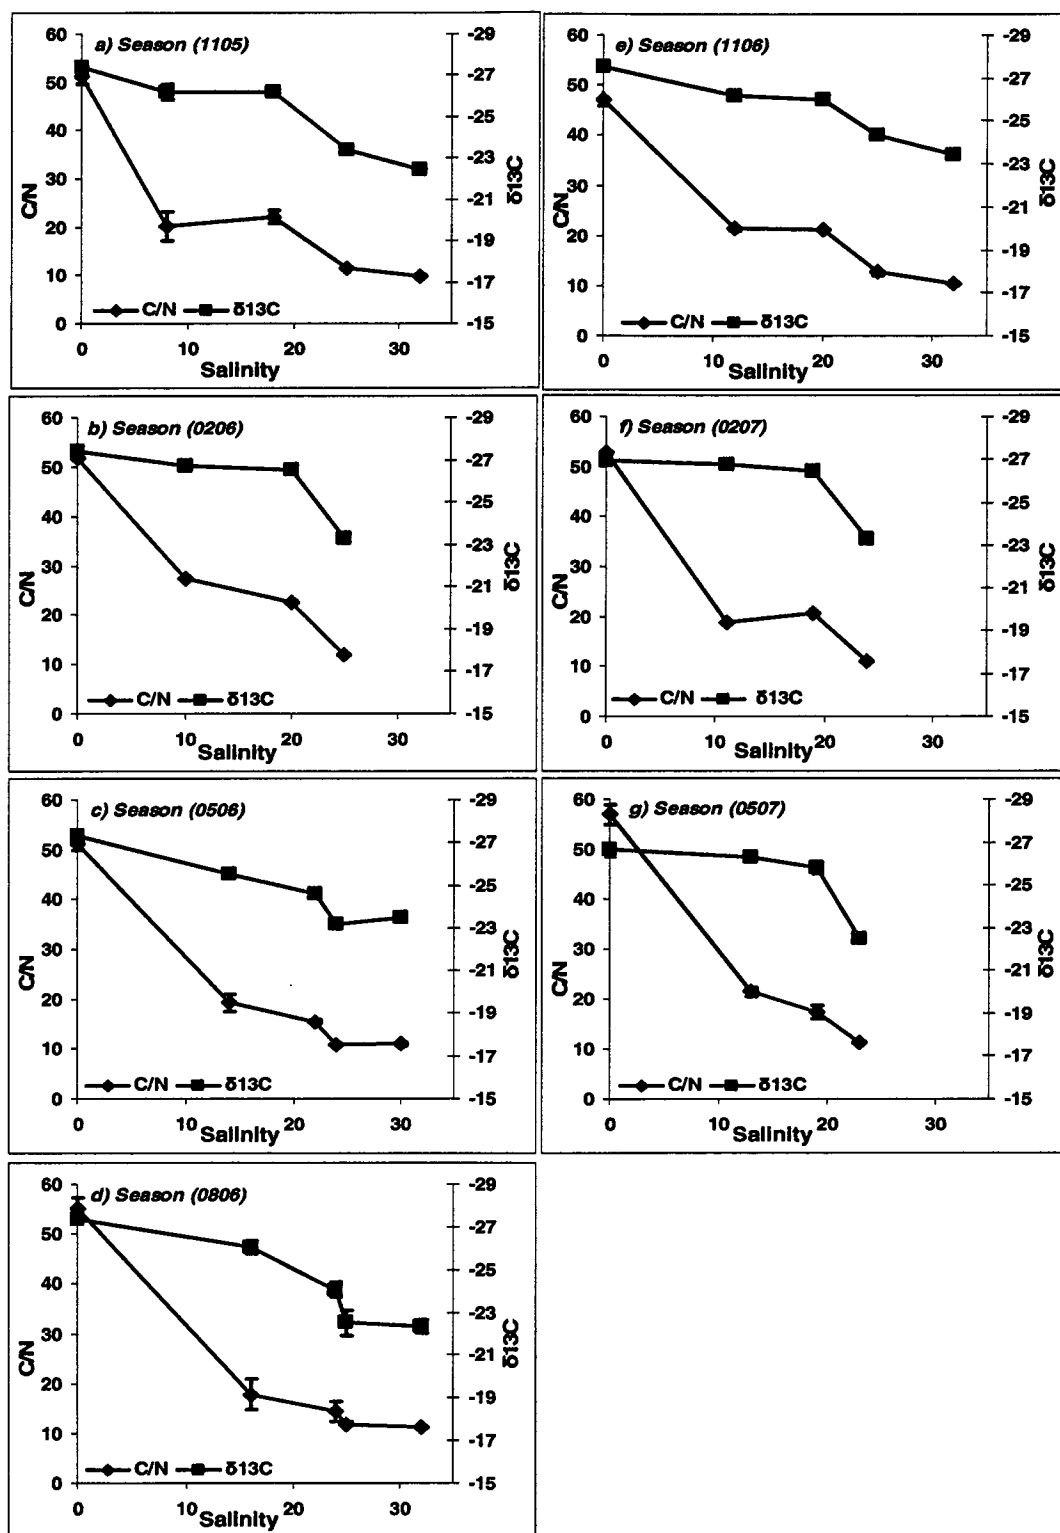 a) Season (1105)
60
50
40
30
20
10
0
C/N
-29
-27
-25
-23
-21
-19
-17
-15
δ13C
C/N δ13C
0 10 20 30
Salinity
e) Season (1106)
60
50
40
30
20
10
0
C/N
-29
-27
-25
-23
-21
-19
-17
-15
δ13C
C/N δ13C
0 10 20 30
Salinity
b) Season (0206)
60
50
40
30
20
10
0
C/N
-29
-27
-25
-23
-21
-19
-17
-15
δ13C
C/N δ13C
0 10 20 30
Salinity
f) Season (0207)
60
50
40
30
20
10
0
C/N
-29
-27
-25
-23
-21
-19
-17
-15
δ13C
C/N δ13C
0 10 20 30
Salinity
c) Season (0506)
60
50
40
30
20
10
0
C/N
-29
-27
-25
-23
-21
-19
-17
-15
δ13C
C/N δ13C
0 10 20 30
Salinity
g) Season (0507)
60
50
40
30
20
10
0
C/N
-29
-27
-25
-23
-21
-19
-17
-15
δ13C
C/N δ13C
0 10 20 30
Salinity
d) Season (0806)
60
50
40
30
20
10
0
C/N
-29
-27
-25
-23
-21
-19
-17
-15
δ13C
C/N δ13C
0 10 20 30
Salinity